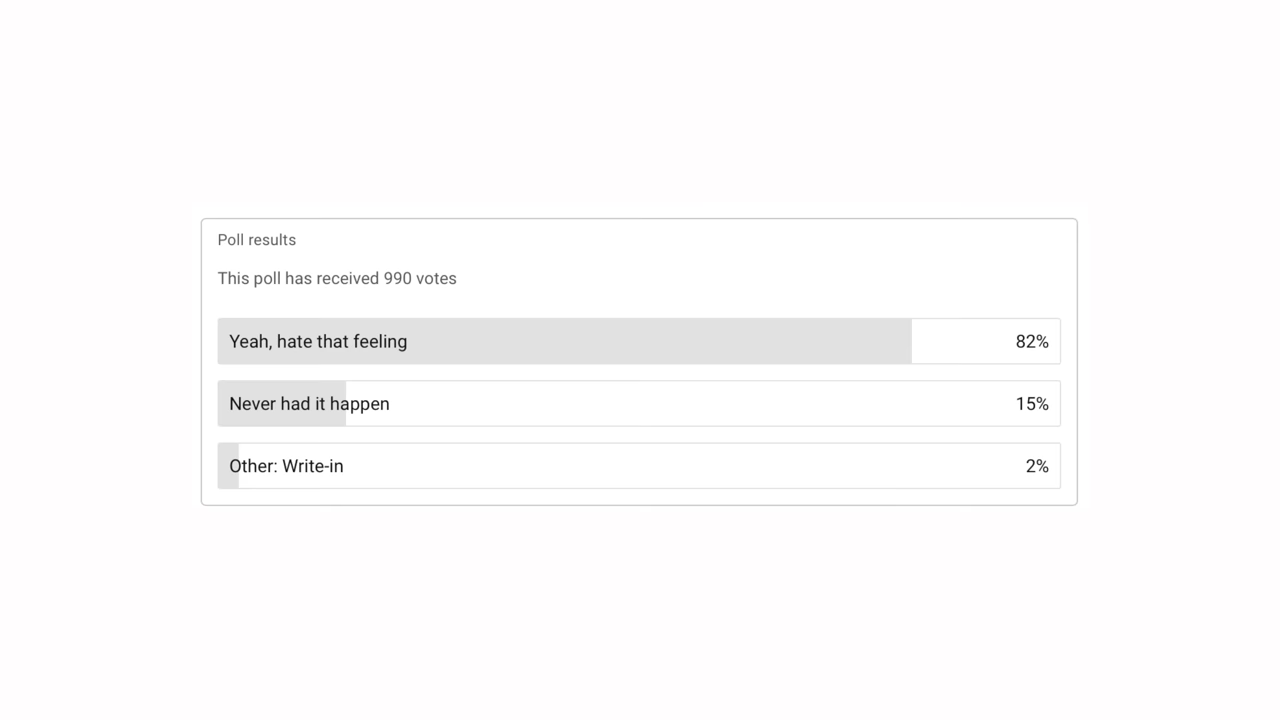 Poll results
This poll has received 990 votes
Yeah, hate that feeling 82%
Never had it happen 15%
Other: Write-in 2%